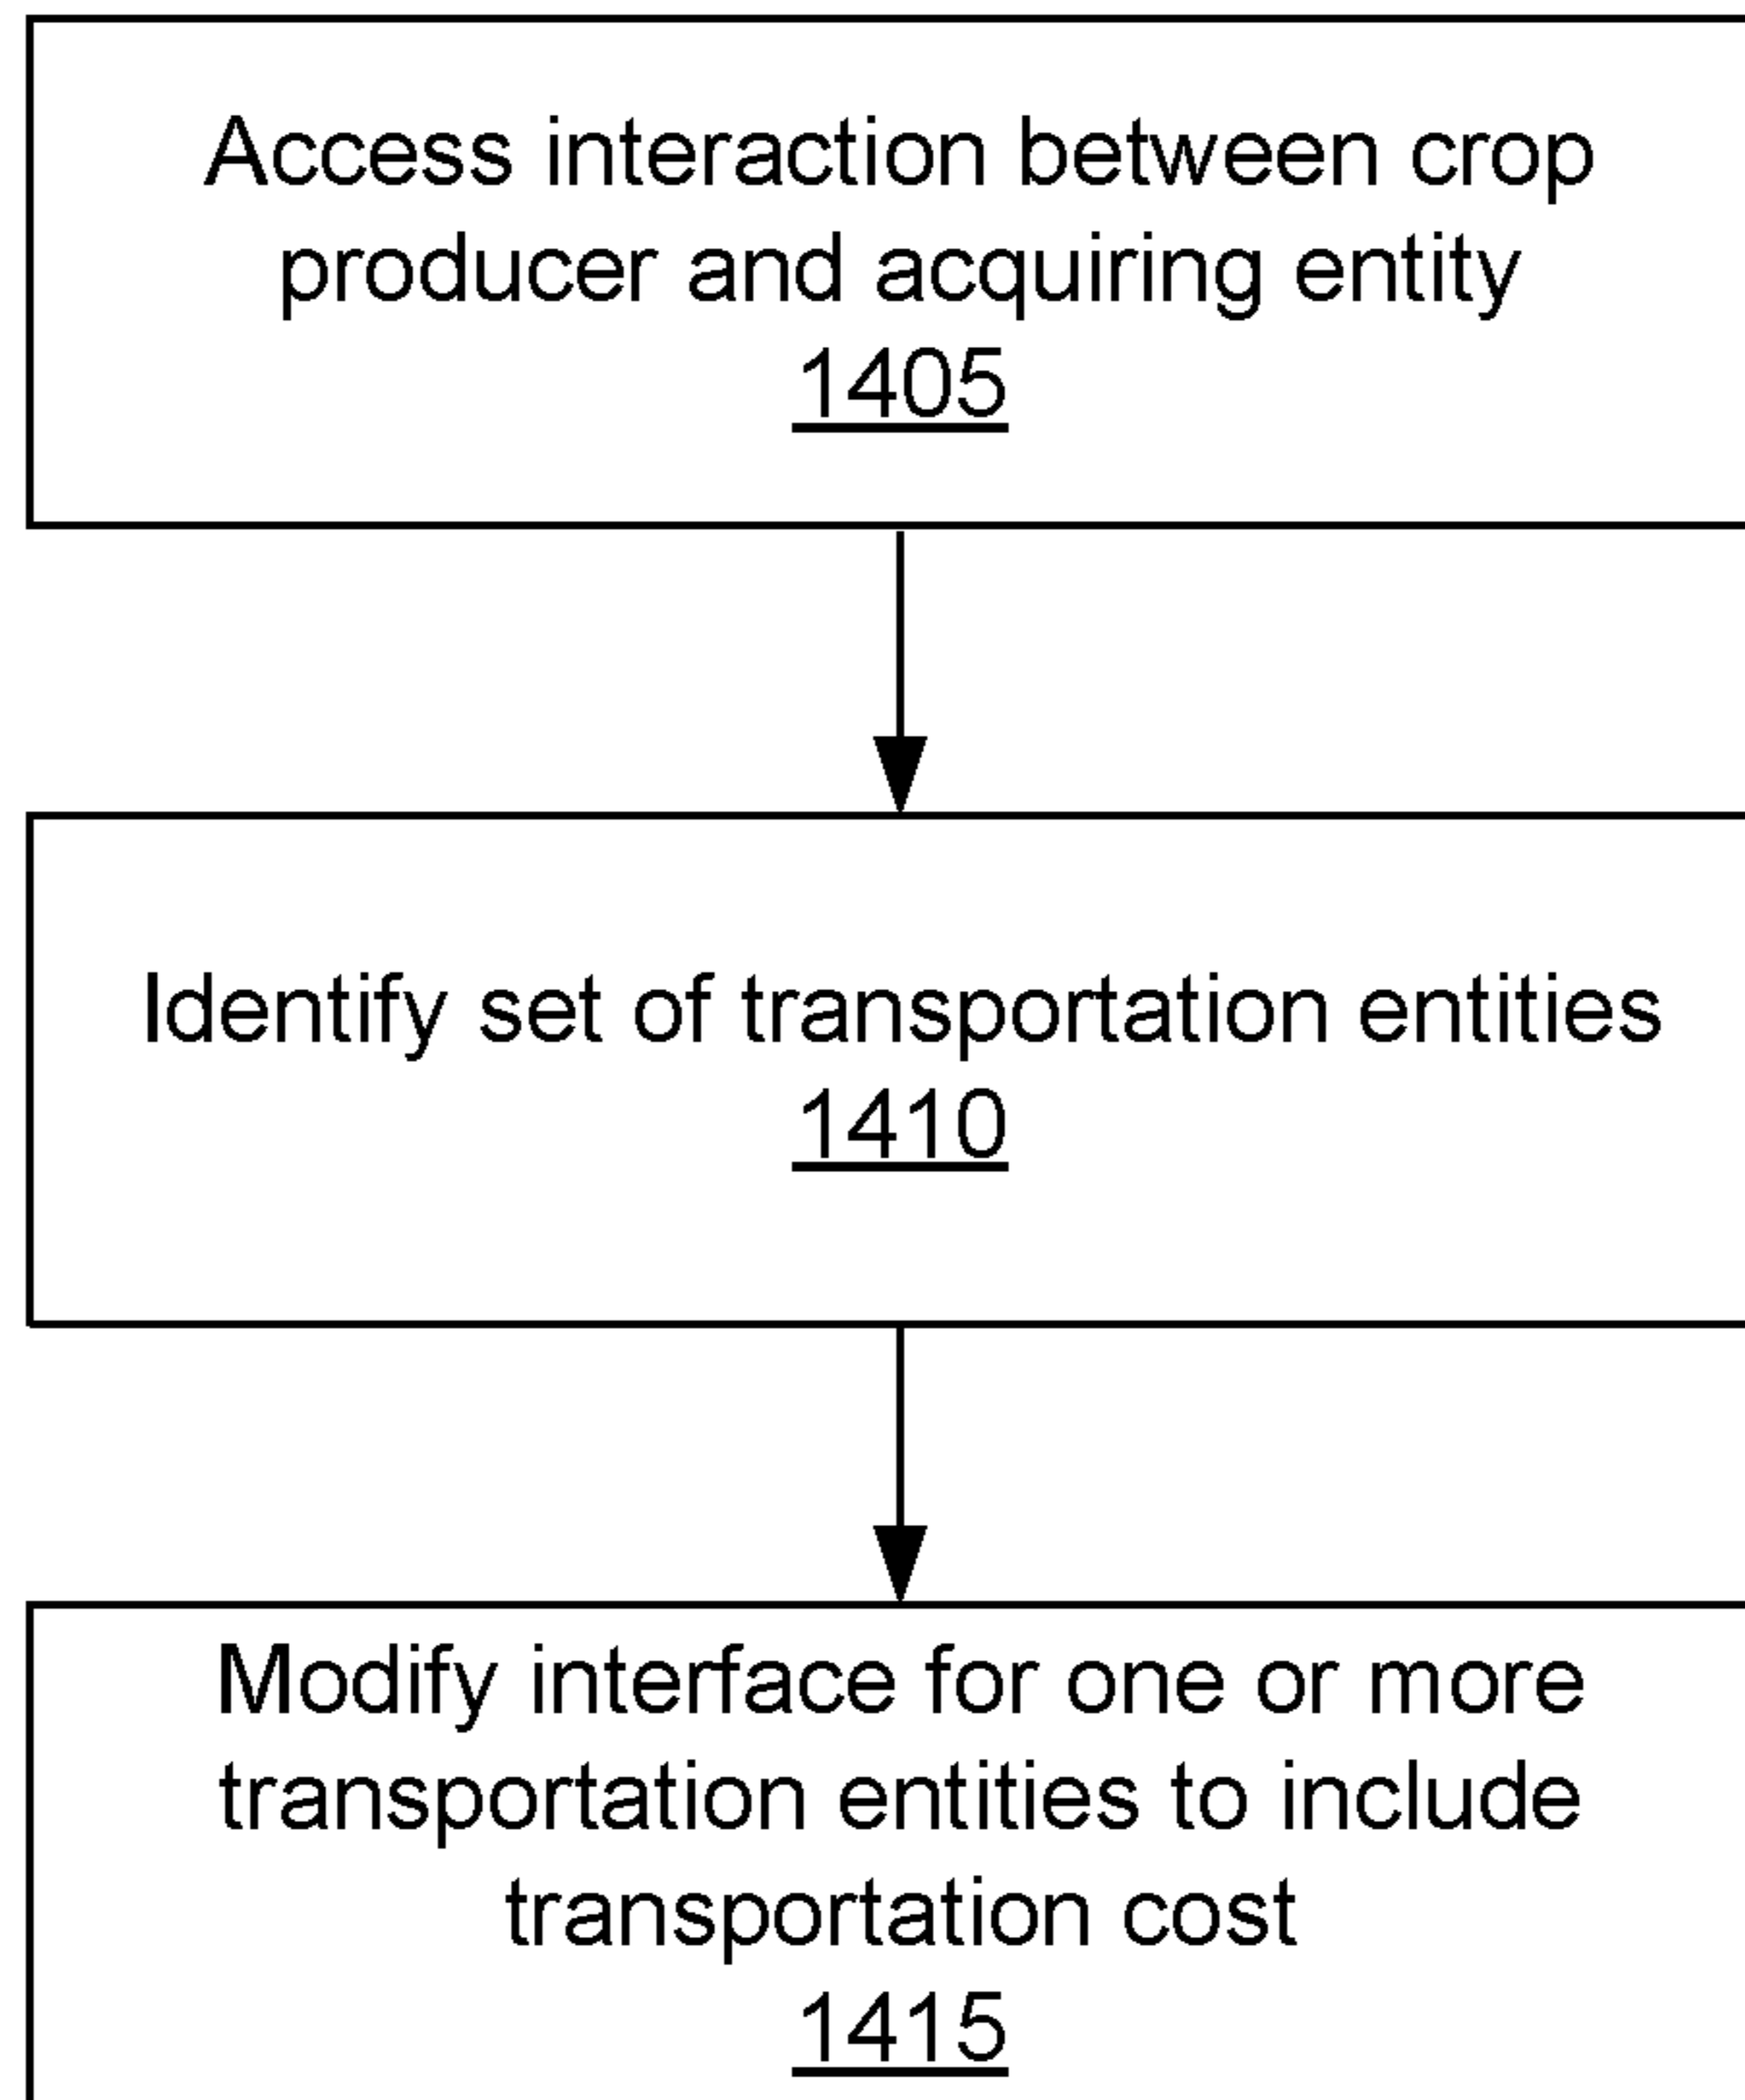 Access interaction between crop
producer and acquiring entity
1405
Identify set of transportation entities
1410
Modify interface for one or more
transportation entities to include
transportation cost
1415